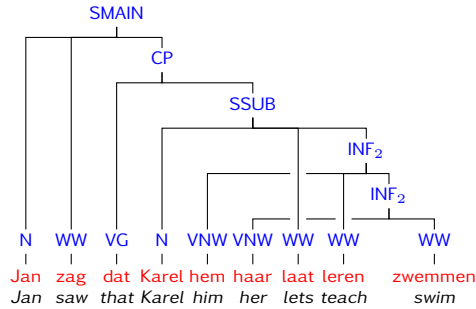 SMAIN
CP
SSUB
INF₂
INF₂
N WW VG N VNW VNW WW WW WW
Jan zag dat Karel hem haar laat leren zwemmen
Jan saw that Karel him her lets teach swim